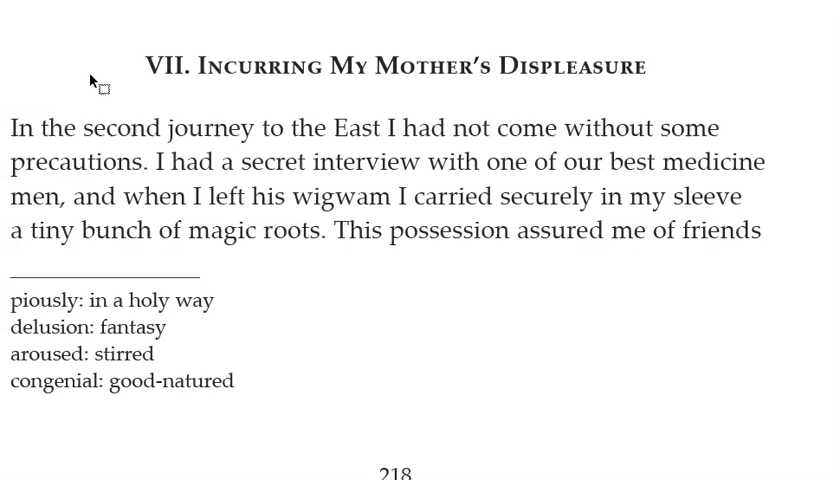 VII. Incurring My Mother's Displeasure
In the second journey to the East I had not come without some
precautions. I had a secret interview with one of our best medicine
men, and when I left his wigwam I carried securely in my sleeve
a tiny bunch of magic roots. This possession assured me of friends
piously: in a holy way
delusion: fantasy
aroused: stirred
congenial: good-natured
218